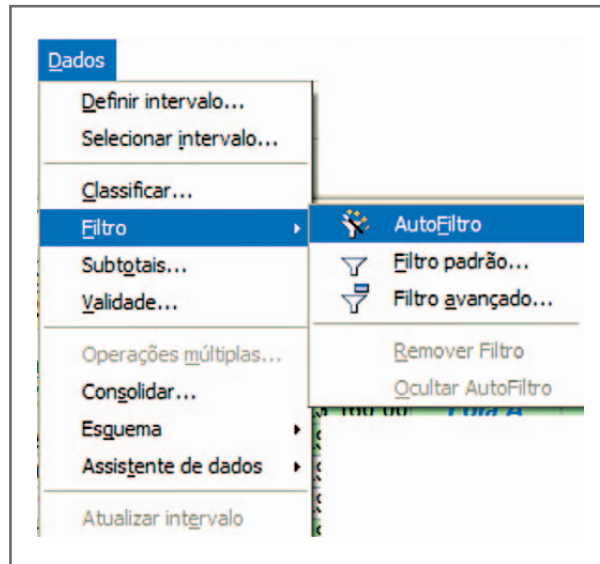 Dados
Definir intervalo...
Selecionar intervalo...
Classificar...
Filtro
AutoFiltro
Filtro padrão...
Filtro avançado...
Remover Filtro
Ocultar AutoFiltro
Subtotais...
Validade...
Operações múltiplas...
Consolidar...
Esquema
Assistente de dados
Atualizar intervalo